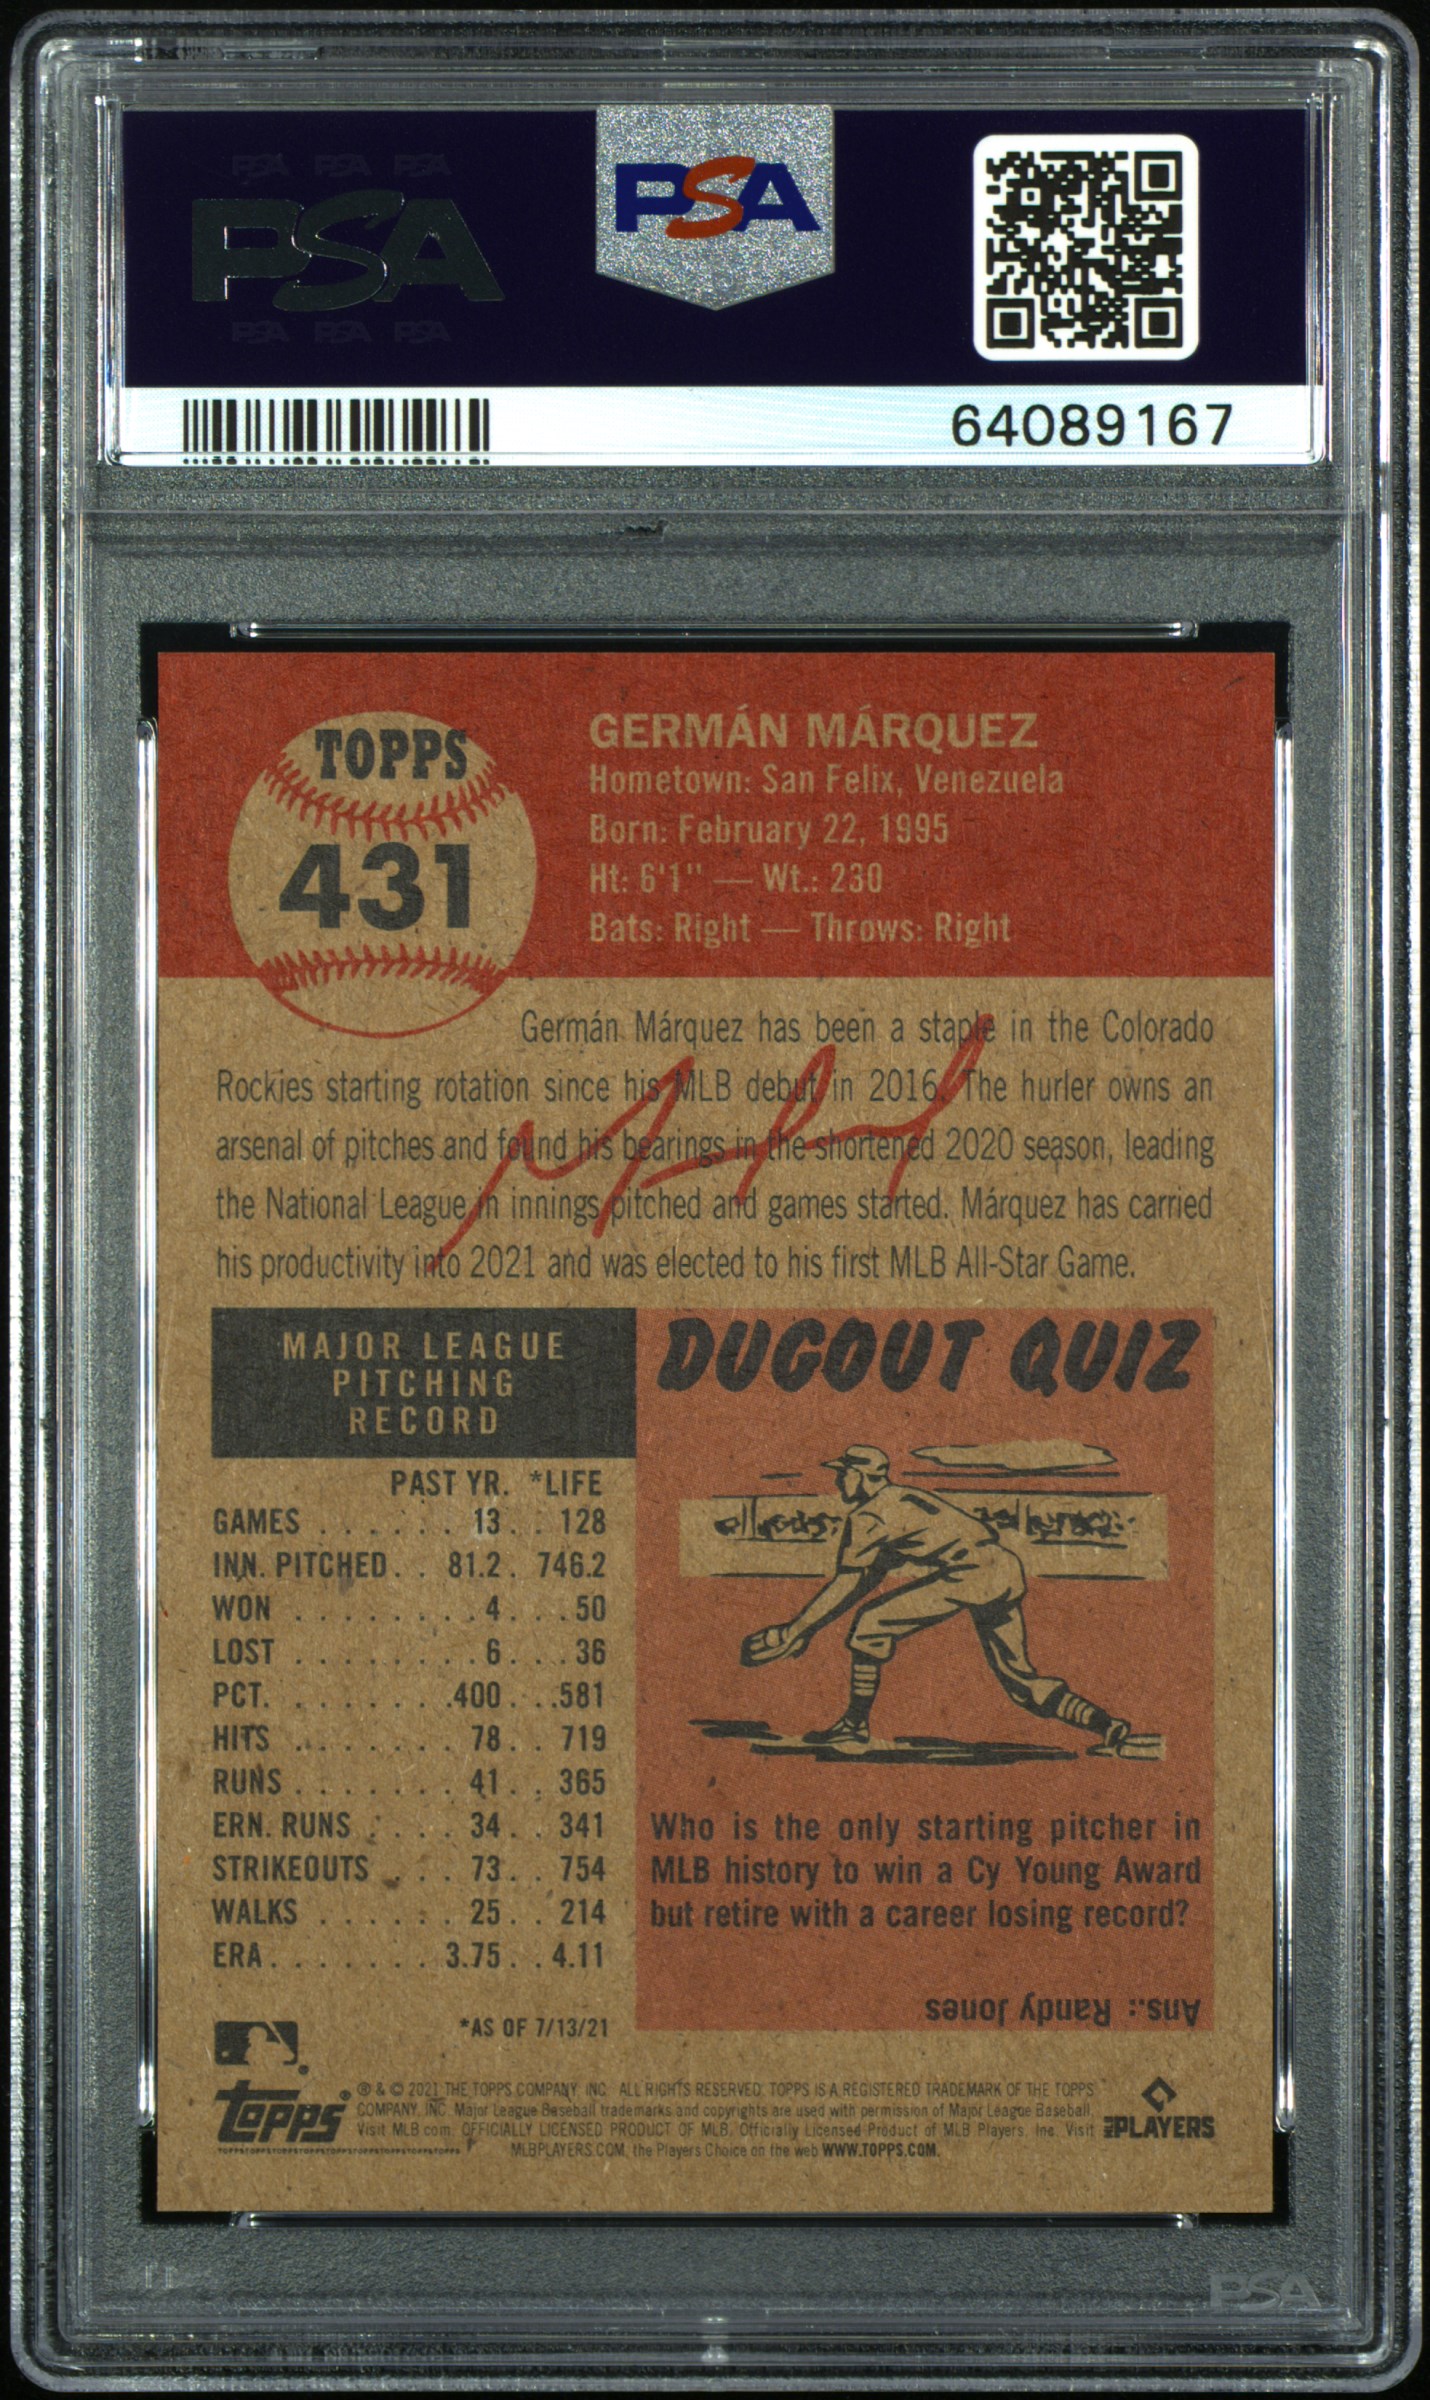 PSA PSA PSA
PSA
PSA PSA PSA
PSA
64089167
TOPPS
431
GERMÁN MÁRQUEZ
Hometown: San Felix, Venezuela
Born: February 22, 1995
Ht: 6'1" — Wt.: 230
Bats: Right — Throws: Right
Germán Márquez has been a staple in the Colorado
Rockies starting rotation since his MLB debut in 2016. The hurler owns an
arsenal of pitches and found his bearings in the shortened 2020 season, leading
the National League in innings pitched and games started. Márquez has carried
his productivity into 2021 and was elected to his first MLB All-Star Game.
MAJOR LEAGUE
PITCHING
RECORD
PAST YR. *LIFE
GAMES . . . . . . 13 . . 128
INN. PITCHED . . 81.2 . 746.2
WON . . . . . . . . 4 . . . 50
LOST . . . . . . . . 6 . . . 36
PCT. . . . . . . . .400 . . .581
HITS . . . . . . . 78 . . 719
RUNS . . . . . . . 41 . . 365
ERN. RUNS . . . . 34 . . 341
STRIKEOUTS . . . 73 . . 754
WALKS . . . . . . 25 . . 214
ERA . . . . . . . 3.75 . . 4.11
*AS OF 7/13/21
DUGOUT QUIZ
Who is the only starting pitcher in
MLB history to win a Cy Young Award
but retire with a career losing record?
Ans.: Randy Jones
topps
® & © 2021 THE TOPPS COMPANY, INC. ALL RIGHTS RESERVED. TOPPS IS A REGISTERED TRADEMARK OF THE TOPPS
COMPANY, INC. Major League Baseball trademarks and copyrights are used with permission of Major League Baseball.
Visit MLB.com. OFFICIALLY LICENSED PRODUCT OF MLB. Officially Licensed Product of MLB Players, Inc. Visit
MLBPLAYERS.COM, the Players Choice on the web WWW.TOPPS.COM.
MLB PLAYERS
PSA